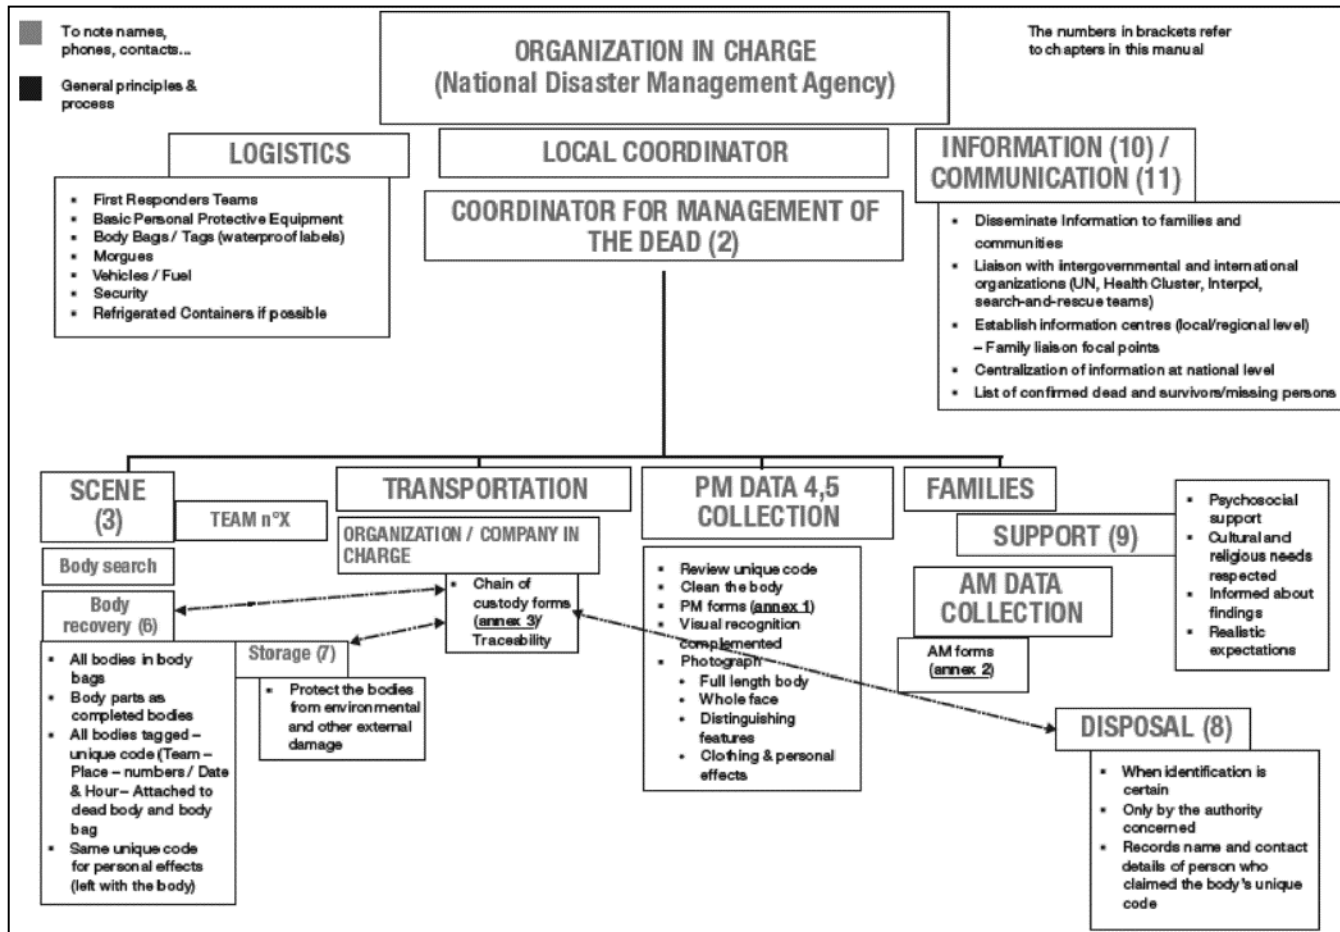 To note names,
phones, contacts...
General principles &
process
ORGANIZATION IN CHARGE
(National Disaster Management Agency)
The numbers in brackets refer
to chapters in this manual
LOGISTICS
First Responders Teams
Basic Personal Protective Equipment
Body Bags / Tags (waterproof labels)
Morgues
Vehicles / Fuel
Security
Refrigerated Containers if possible
LOCAL COORDINATOR
COORDINATOR FOR MANAGEMENT OF
THE DEAD (2)
INFORMATION (10) /
COMMUNICATION (11)
Disseminate Information to families and
communities
Liaison with intergovernmental and international
organizations (UN, Health Cluster, Interpol,
search-and-rescue teams)
Establish information centres (local/regional level)
– Family liaison focal points
Centralization of information at national level
List of confirmed dead and survivors/missing persons
SCENE
(3)
TEAM n°X
Body search
Body
recovery (6)
All bodies in body
bags
Body parts as
completed bodies
All bodies tagged –
unique code (Team –
Place – numbers / Date
& Hour – Attached to
dead body and body
bag
Same unique code
for personal effects
(left with the body)
Storage (7)
Protect the bodies
from environmental
and other external
damage
TRANSPORTATION
ORGANIZATION / COMPANY IN
CHARGE
Chain of
custody forms
(annex 3)/
Traceability
PM DATA 4,5
COLLECTION
Review unique code
Clean the body
PM forms (annex 1)
Visual recognition
complemented
Photograph
Full length body
Whole face
Distinguishing
features
Clothing & personal
effects
FAMILIES
SUPPORT (9)
Psychosocial
support
Cultural and
religious needs
respected
Informed about
findings
Realistic
expectations
AM DATA
COLLECTION
AM forms
(annex 2)
DISPOSAL (8)
When identification is
certain
Only by the authority
concerned
Records name and contact
details of person who
claimed the body's unique
code